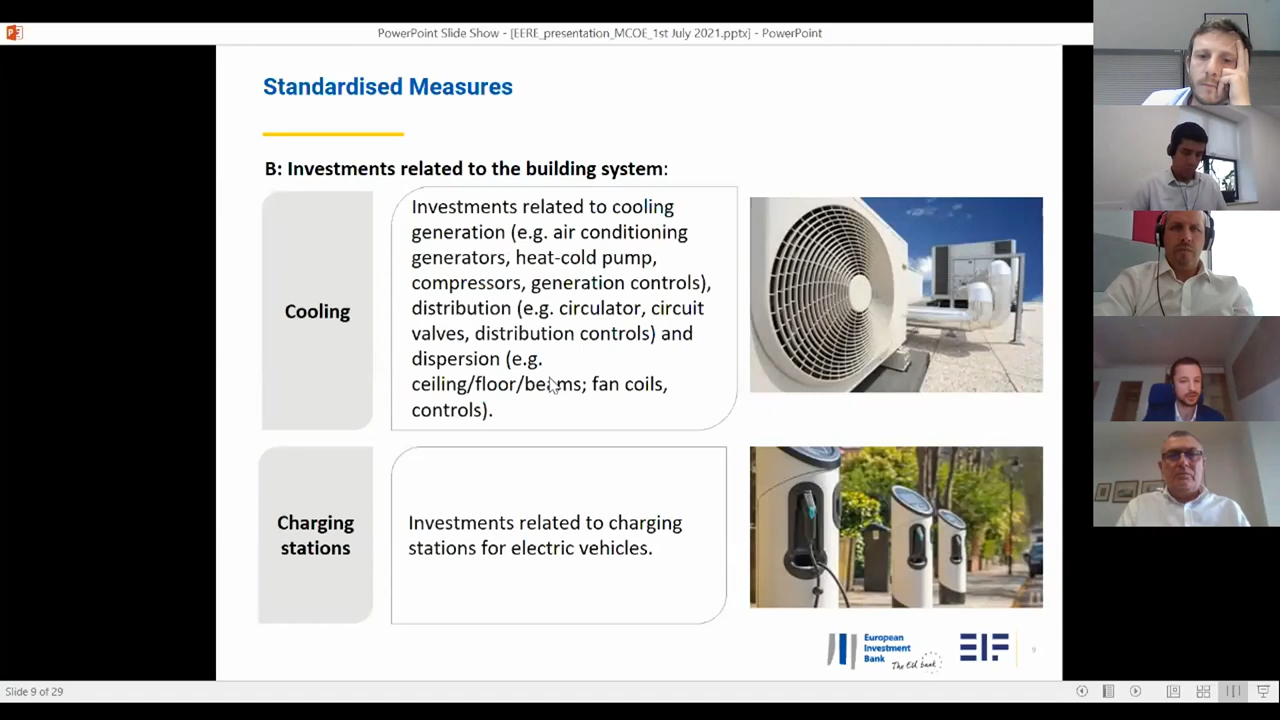 PowerPoint Slide Show - [EERE_presentation_MCOE_1st July 2021.pptx] - PowerPoint
Standardised Measures
B: Investments related to the building system:
Cooling
Investments related to cooling
generation (e.g. air conditioning
generators, heat-cold pump,
compressors, generation controls),
distribution (e.g. circulator, circuit
valves, distribution controls) and
dispersion (e.g.
ceiling/floor/beams; fan coils,
controls).
Charging
stations
Investments related to charging
stations for electric vehicles.
European
Investment
Bank
The EU bank
EIF
9
Slide 9 of 29